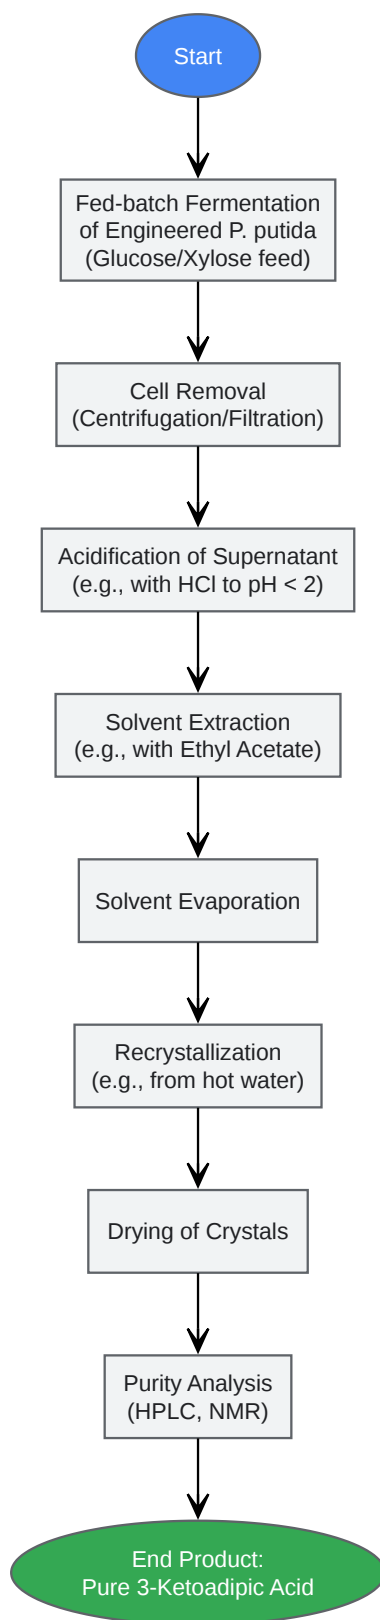 Start
Fed-batch Fermentation
of Engineered P. putida
(Glucose/Xylose feed)
Cell Removal
(Centrifugation/Filtration)
Acidification of Supernatant
(e.g., with HCl to pH < 2)
Solvent Extraction
(e.g., with Ethyl Acetate)
Solvent Evaporation
Recrystallization
(e.g., from hot water)
Drying of Crystals
Purity Analysis
(HPLC, NMR)
End Product:
Pure 3-Ketoadipic Acid